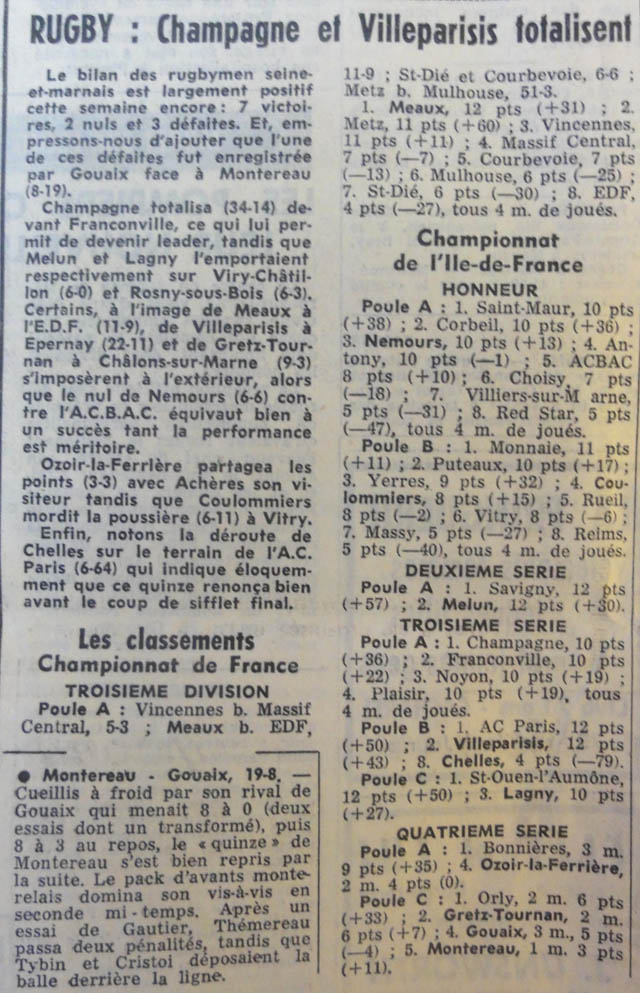 RUGBY : Champagne et Villeparisis totalisent
Le bilan des rugbymen seine-
et-marnais est largement positif
cette semaine encore : 7 victoi-
res, 2 nuls et 3 défaites. Et, em-
pressons-nous d'ajouter que l'une
de ces défaites fut enregistrée
par Gouaix face à Montereau
(8-19).
Champagne totalisa (34-14) de-
vant Franconville, ce qui lui per-
mit de devenir leader, tandis que
Melun et Lagny l'emportaient
respectivement sur Viry-Châtil-
lon (6-0) et Rosny-sous-Bois (6-3).
Certains, à l'image de Meaux à
l'E.D.F. (11-9), de Villeparisis à
Epernay (22-11) et de Gretz-Tour-
nan à Châlons-sur-Marne (9-3)
s'imposèrent à l'extérieur, alors
que le nul de Nemours (6-6) con-
tre l'A.C.B.A.C. équivaut bien à
un succès tant la performance
est méritoire.
Ozoir-la-Ferrière partagea les
points (3-3) avec Achères son vi-
siteur tandis que Coulommiers
mordit la poussière (6-11) à Vitry.
Enfin, notons la déroute de
Chelles sur le terrain de l'A.C.
Paris (6-64) qui indique éloquem-
ment que ce quinze renonça bien
avant le coup de sifflet final.
Les classements
Championnat de France
TROISIEME DIVISION
Poule A : Vincennes b. Massif
Central, 5-3 ; Meaux b. EDF,
● Montereau - Gouaix, 19-8. —
Cueillis à froid par son rival de
Gouaix qui menait 8 à 0 (deux
essais dont un transformé), puis
8 à 3 au repos, le « quinze » de
Montereau s'est bien repris par
la suite. Le pack d'avants monte-
relais domina son vis-à-vis en
seconde mi-temps. Après un
essai de Gautier, Thémereau
passa deux pénalités, tandis que
Tybin et Cristol déposaient la
balle derrière la ligne.
11-9 ; St-Dié et Courbevoie, 6-6 ;
Metz b. Mulhouse, 51-3.
1. Meaux, 12 pts (+31) ; 2.
Metz, 11 pts (+60) ; 3. Vincennes,
11 pts (+11) ; 4. Massif Central,
7 pts (—7) ; 5. Courbevoie, 7 pts
(—13) ; 6. Mulhouse, 6 pts (—25) ;
7. St-Dié, 6 pts (—30) ; 8. EDF,
4 pts (—27), tous 4 m. de joués.
Championnat
de l'Ile-de-France
HONNEUR
Poule A : 1. Saint-Maur, 10 pts
(+38) ; 2. Corbeil, 10 pts (+36) ;
3. Nemours, 10 pts (+13) ; 4. An-
tony, 10 pts (—1) ; 5. ACBAC
8 pts (+10) ; 6. Choisy, 7 pts
(—18) ; 7. Villiers-sur-M arne,
5 pts (—31) ; 8. Red Star, 5 pts
(—47), tous 4 m. de joués.
Poule B : 1. Monnaie, 11 pts
(+11) ; 2. Puteaux, 10 pts (+17) ;
3. Yerres, 9 pts (+32) ; 4. Cou-
lommiers, 8 pts (+15) ; 5. Rueil,
8 pts (—2) ; 6. Vitry, 8 pts (—6) ;
7. Massy, 5 pts (—27) ; 8. Reims,
5 pts (—40), tous 4 m. de joués.
DEUXIEME SERIE
Poule A : 1. Savigny, 12 pts
(+57) ; 2. Melun, 12 pts (+30).
TROISIEME SERIE
Poule A : 1. Champagne, 10 pts
(+36) ; 2. Franconville, 10 pts
(+22) ; 3. Noyon, 10 pts (+19) ;
4. Plaisir, 10 pts (+19), tous
4 m. de joués.
Poule B : 1. AC Paris, 12 pts
(+50) ; 2. Villeparisis, 12 pts
(+43) ; 8. Chelles, 4 pts (—79).
Poule C : 1. St-Ouen-l'Aumône,
12 pts (+50) ; 3. Lagny, 10 pts
(+27).
QUATRIEME SERIE
Poule A : 1. Bonnières, 3 m.
9 pts (+35) ; 4. Ozoir-la-Ferrière,
2 m. 4 pts (0).
Poule C : 1. Orly, 2 m. 6 pts
(+33) ; 2. Gretz-Tournan, 2 m.
6 pts (+7) ; 4. Gouaix, 3 m., 5 pts
(—4) ; 5. Montereau, 1 m. 3 pts
(+11).